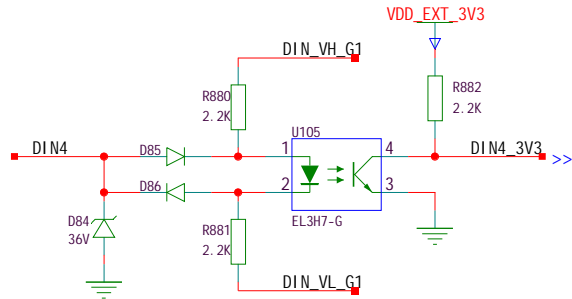 VDD_EXT_3V3
DIN_VH_G1
R880
2.2K
R882
2.2K
U105
DIN4
D85
1
4
DIN4_3V3
>>
D86
2
3
D84
36V
R881
2.2K
EL3H7-G
DIN_VL_G1